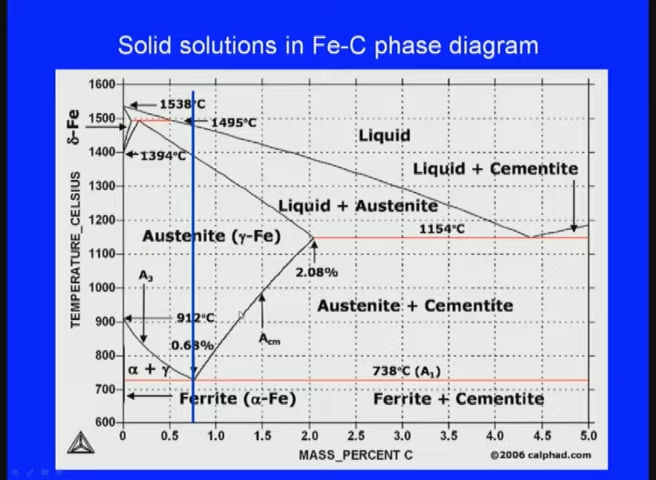 Solid solutions in Fe-C phase diagram
1600
1538°C
1500
1495°C
δ-Fe
Liquid
1400
1394°C
Liquid + Cementite
1300
Liquid + Austenite
1200
1154°C
Austenite (γ-Fe)
1100
2.08%
TEMPERATURE_CELSIUS
A3
1000
Austenite + Cementite
900
912°C
Acm
800
0.68%
α + γ
738°C (A1)
700
Ferrite (α-Fe)
Ferrite + Cementite
600
0 0.5 1.0 1.5 2.0 2.5 3.0 3.5 4.0 4.5 5.0
MASS_PERCENT C
©2006 calphad.com